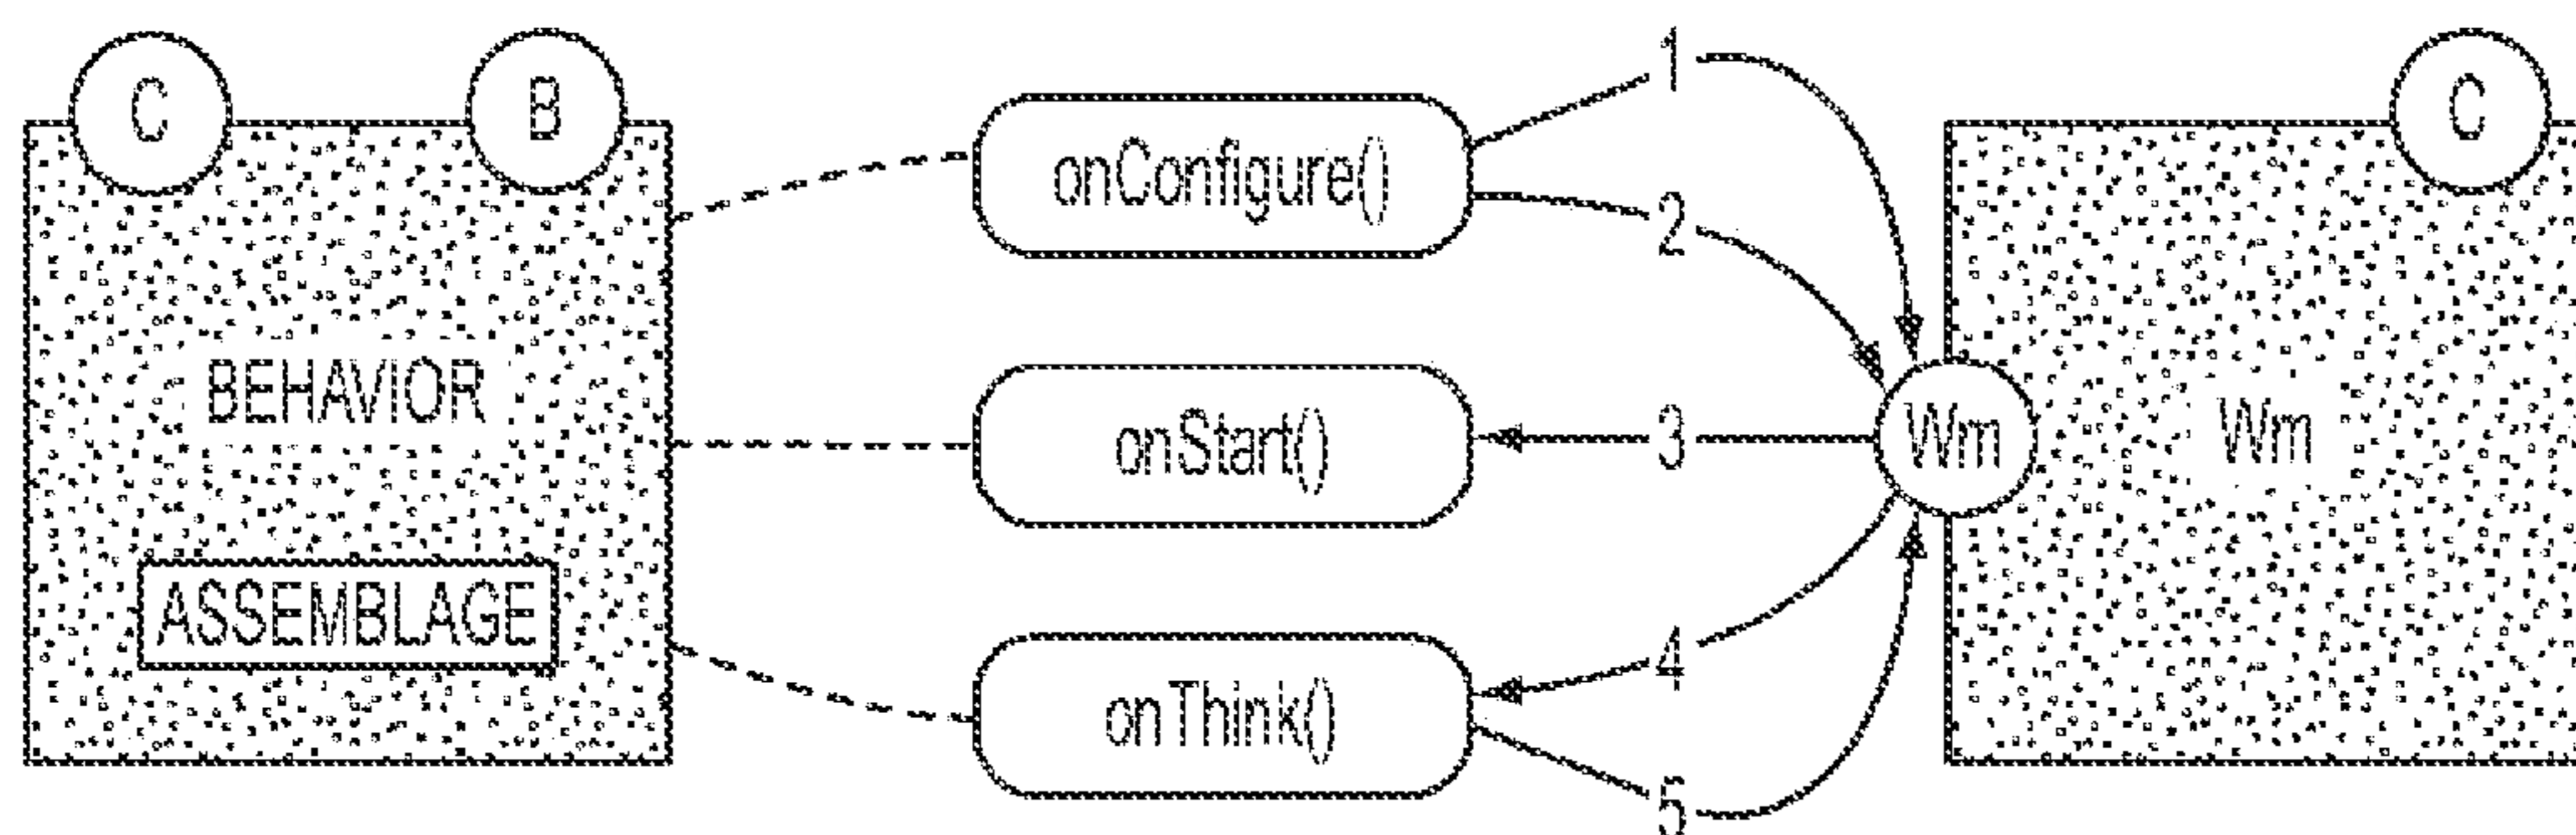 C
B
BEHAVIOR
ASSEMBLAGE
onConfigure()
onStart()
onThink()
1
2
3
4
5
Wm
C
Wm